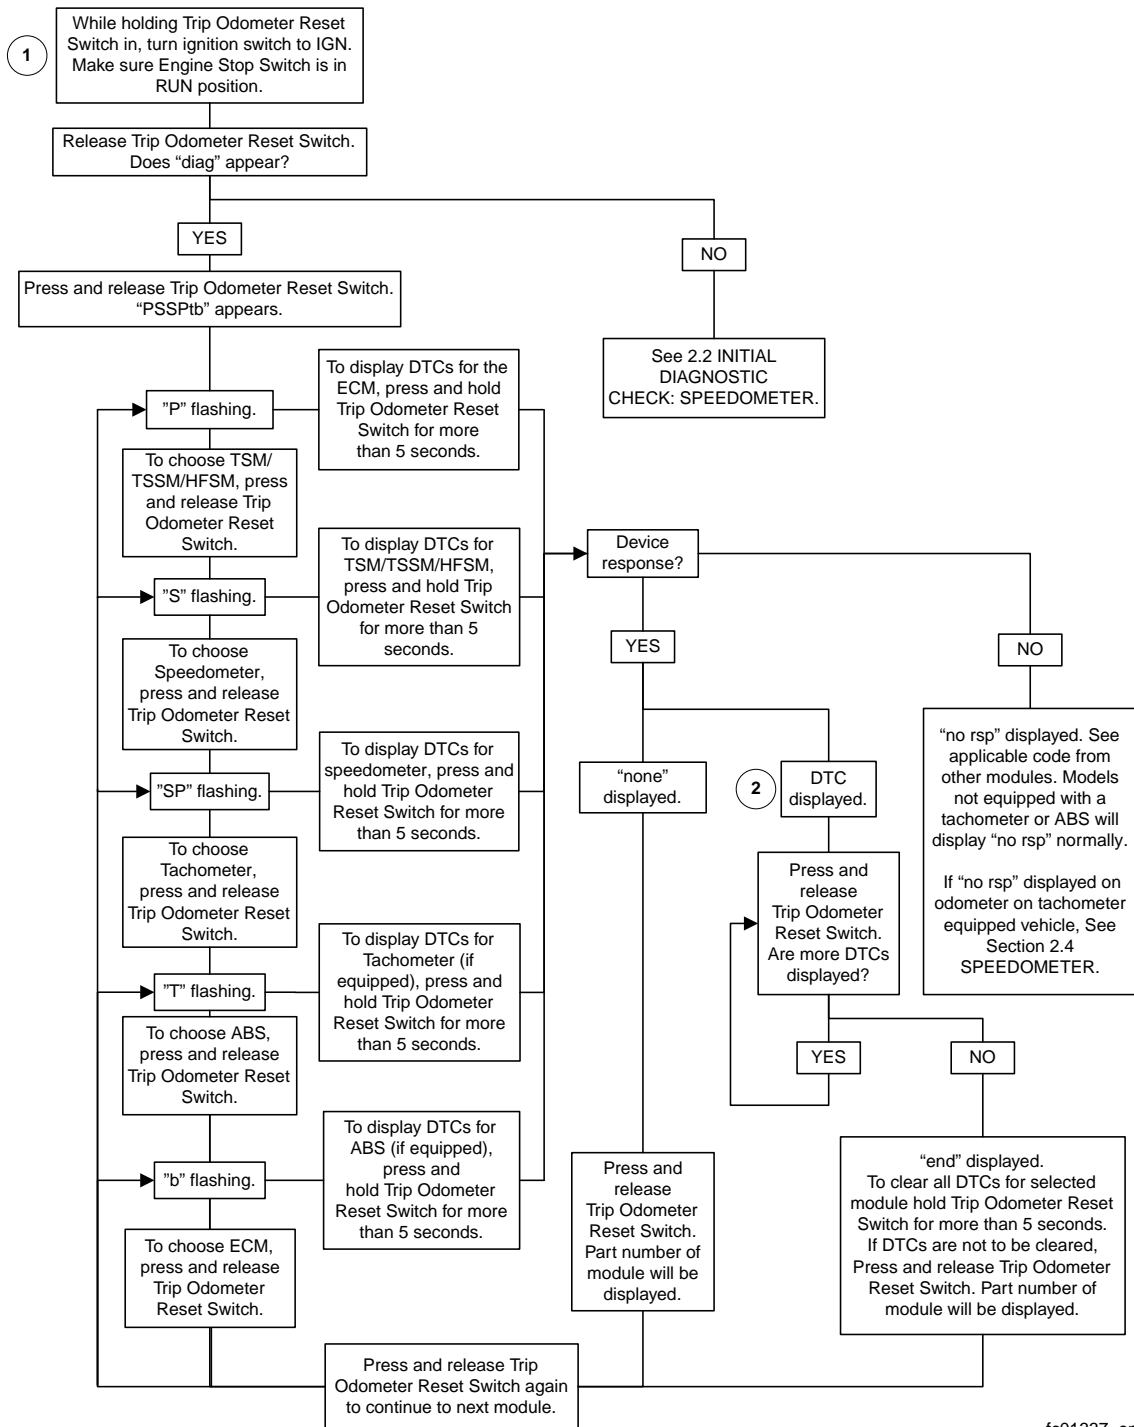 While holding Trip Odometer Reset
Switch in, turn ignition switch to IGN.
Make sure Engine Stop Switch is in
RUN position.
1
Release Trip Odometer Reset Switch.
Does “diag” appear?
YES
NO
Press and release Trip Odometer Reset Switch.
“PSSPtb” appears.
See 2.2 INITIAL
DIAGNOSTIC
CHECK: SPEEDOMETER.
”P” flashing.
To display DTCs for the
ECM, press and hold
Trip Odometer Reset
Switch for more
than 5 seconds.
To choose TSM/
TSSM/HFSM, press
and release Trip
Odometer Reset
Switch.
”S” flashing.
To display DTCs for
TSM/TSSM/HFSM,
press and hold Trip
Odometer Reset Switch
for more than 5
seconds.
To choose
Speedometer,
press and release
Trip Odometer Reset
Switch.
”SP” flashing.
To display DTCs for
speedometer, press and
hold Trip Odometer
Reset Switch for more
than 5 seconds.
To choose
Tachometer,
press and release
Trip Odometer Reset
Switch.
”T” flashing.
To display DTCs for
Tachometer (if
equipped), press and
hold Trip Odometer
Reset Switch for more
than 5 seconds.
To choose ABS,
press and release
Trip Odometer Reset
Switch.
”b” flashing.
To display DTCs for
ABS (if equipped),
press and
hold Trip Odometer
Reset Switch for more
than 5 seconds.
To choose ECM,
press and release
Trip Odometer
Reset Switch.
Device
response?
YES
NO
“none”
displayed.
2
DTC
displayed.
“no rsp” displayed. See
applicable code from
other modules. Models
not equipped with a
tachometer or ABS will
display “no rsp” normally.
If “no rsp” displayed on
odometer on tachometer
equipped vehicle, See
Section 2.4
SPEEDOMETER.
Press and
release
Trip Odometer
Reset Switch.
Are more DTCs
displayed?
YES
NO
Press and
release
Trip Odometer
Reset Switch.
Part number of
module will be
displayed.
“end” displayed.
To clear all DTCs for selected
module hold Trip Odometer Reset
Switch for more than 5 seconds.
If DTCs are not to be cleared,
Press and release Trip Odometer
Reset Switch. Part number of
module will be displayed.
Press and release Trip
Odometer Reset Switch again
to continue to next module.